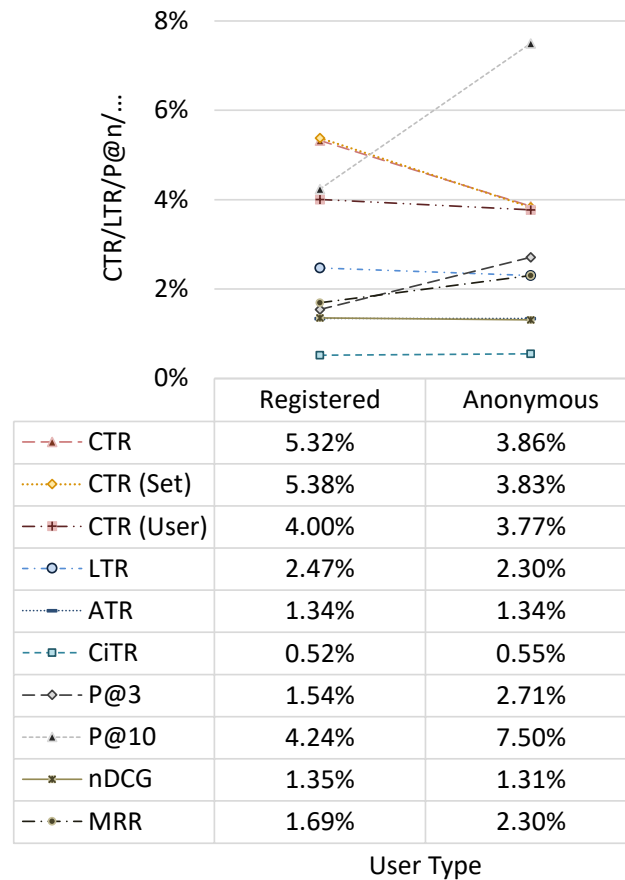 8%
6%
4%
2%
0%
CTR/LTR/P@n/...
Registered Anonymous
CTR 5.32% 3.86%
CTR (Set) 5.38% 3.83%
CTR (User) 4.00% 3.77%
LTR 2.47% 2.30%
ATR 1.34% 1.34%
CiTR 0.52% 0.55%
P@3 1.54% 2.71%
P@10 4.24% 7.50%
nDCG 1.35% 1.31%
MRR 1.69% 2.30%
User Type